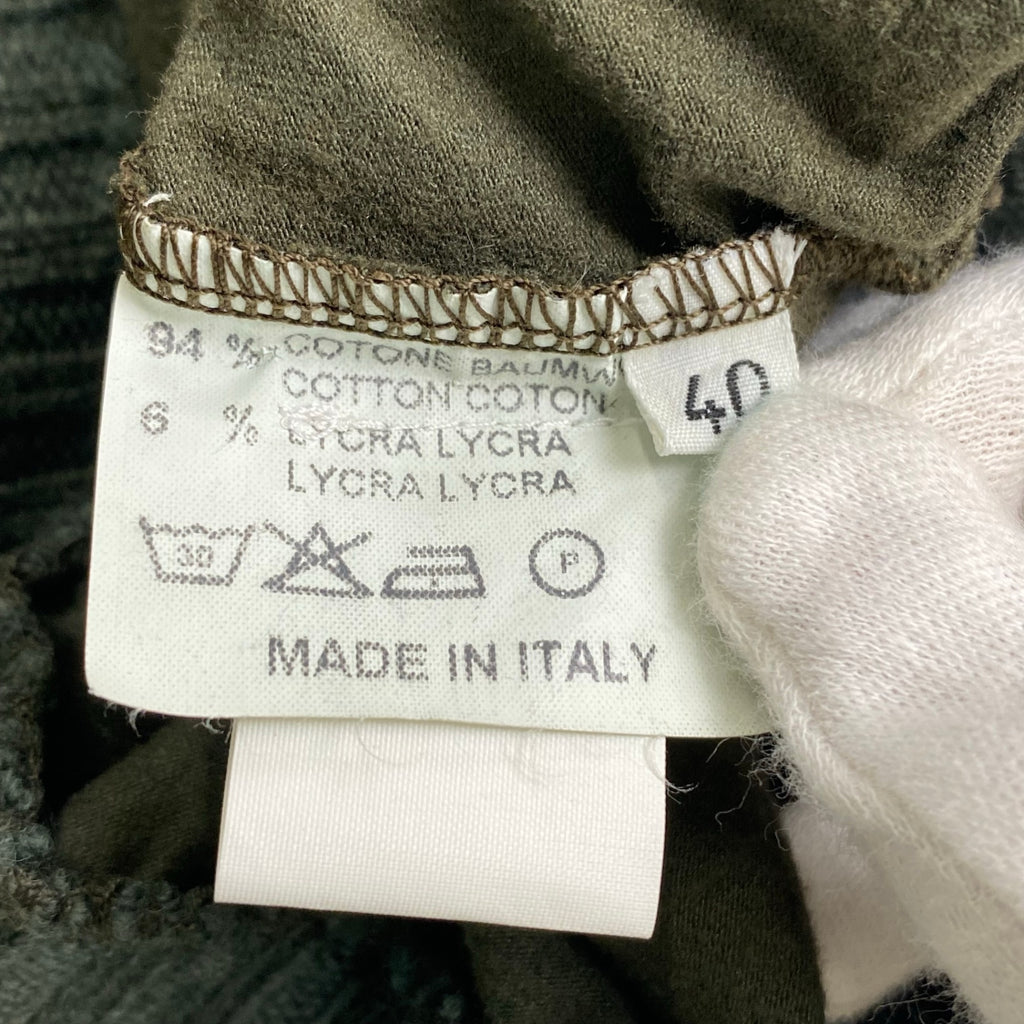 94 % COTONE BAUMW
COTTON COTON
6 % LYCRA LYCRA
LYCRA LYCRA
40
30
P
MADE IN ITALY